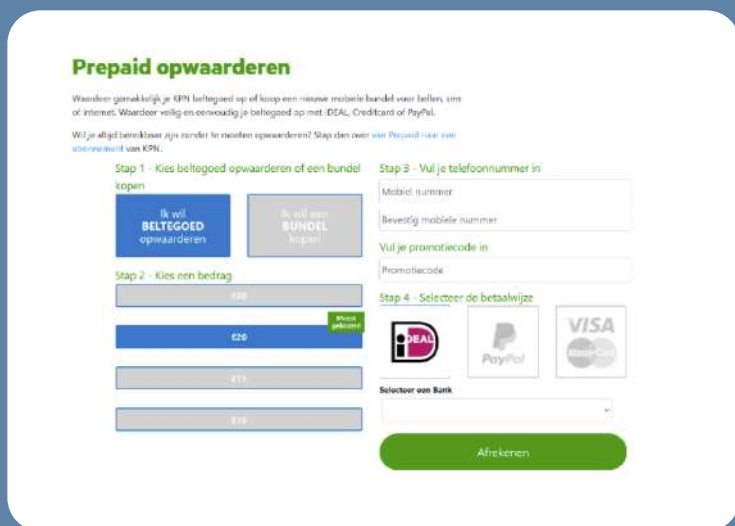 Prepaid opwaarderen
Waardeer gemakkelijk je KPN beltegoed op of koop een nieuwe mobiele bundel voor bellen, sms
of internet. Waardeer veilig en eenvoudig je beltegoed op met iDEAL, Creditcard of PayPal.
Wil je altijd bereikbaar zijn zonder te moeten opwaarderen? Stap dan over van Prepaid naar een
abonnement van KPN.
Stap 1 - Kies beltegoed opwaarderen of een bundel
kopen
Ik wil
BELTEGOED
opwaarderen
Ik wil een
BUNDEL
kopen
Stap 2 - Kies een bedrag
Meest
gekozen!
€20
€15
€10
Stap 3 - Vul je telefoonnummer in
Mobiel nummer
Bevestig mobiele nummer
Vul je promotiecode in
Promotiecode
Stap 4 - Selecteer de betaalwijze
iDEAL
PayPal
VISA
MasterCard
Selecteer een Bank
Afrekenen